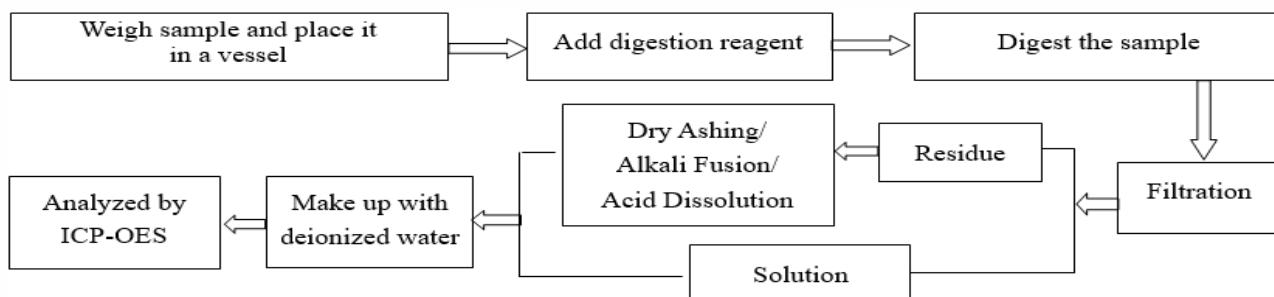 Weigh sample and place it
in a vessel
Add digestion reagent
Digest the sample
Filtration
Residue
Dry Ashing/
Alkali Fusion/
Acid Dissolution
Solution
Make up with
deionized water
Analyzed by
ICP-OES